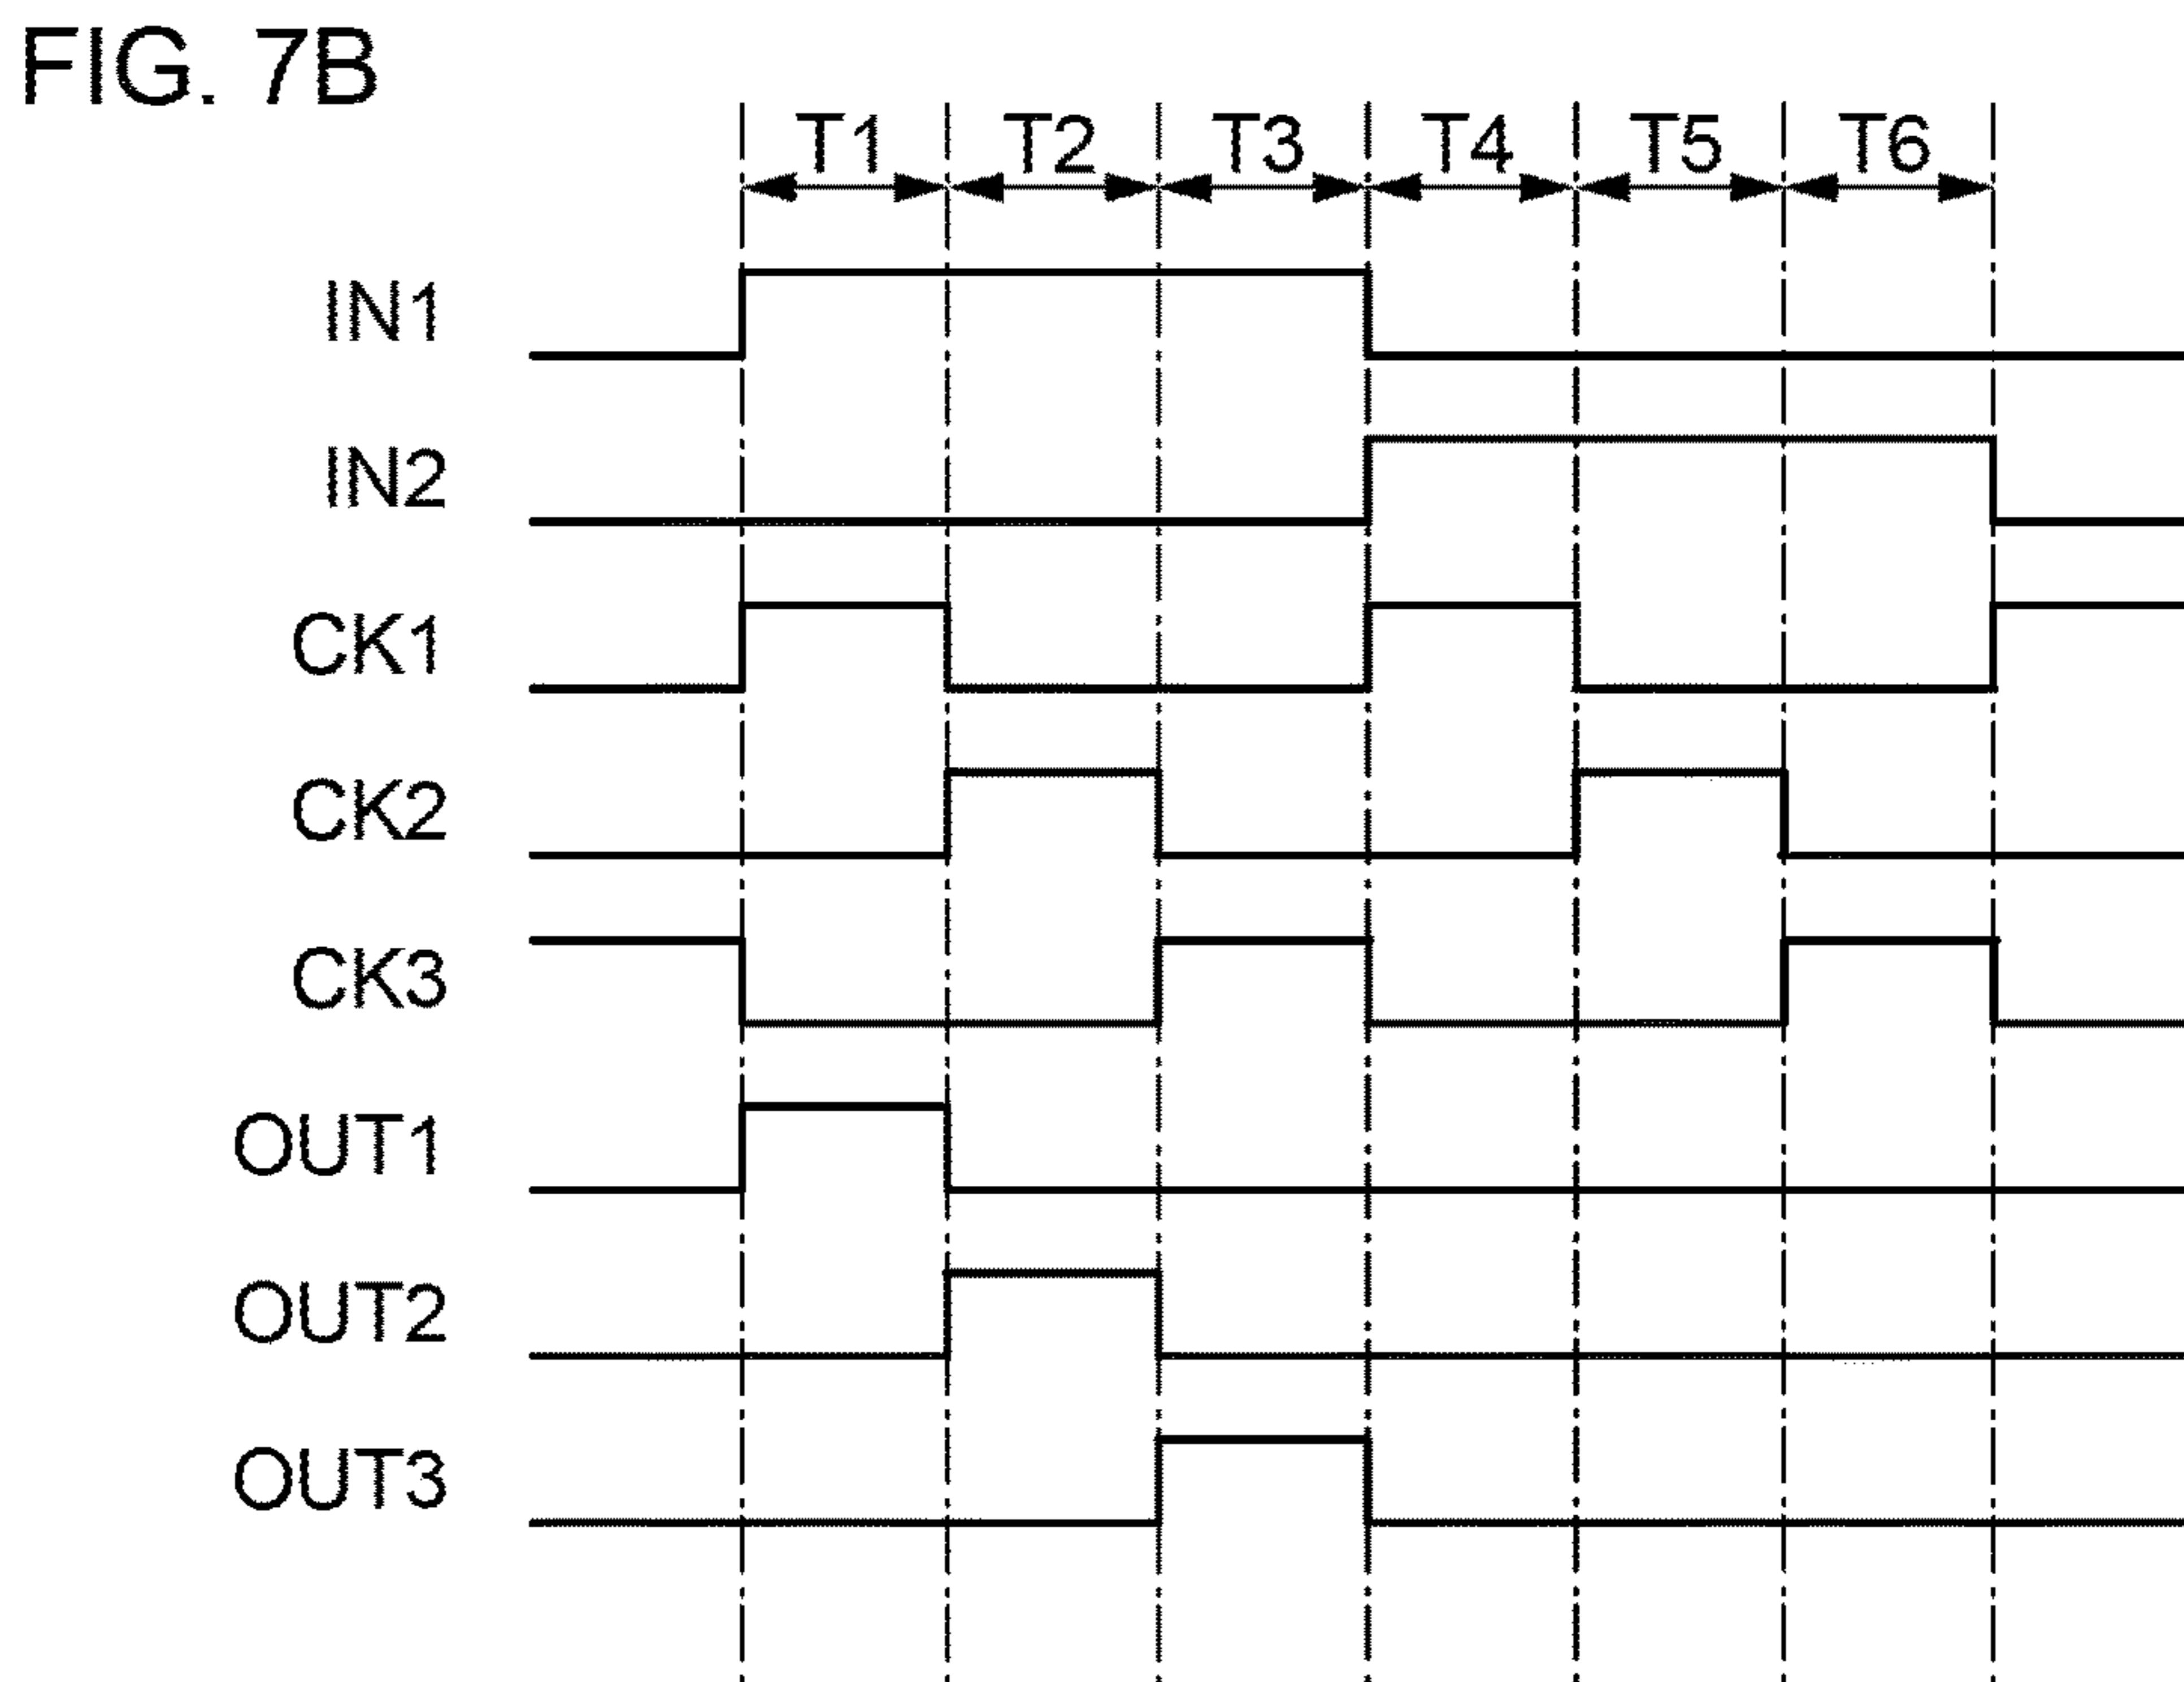 FIG. 7B
T1 T2 T3 T4 T5 T6
IN1
IN2
CK1
CK2
CK3
OUT1
OUT2
OUT3